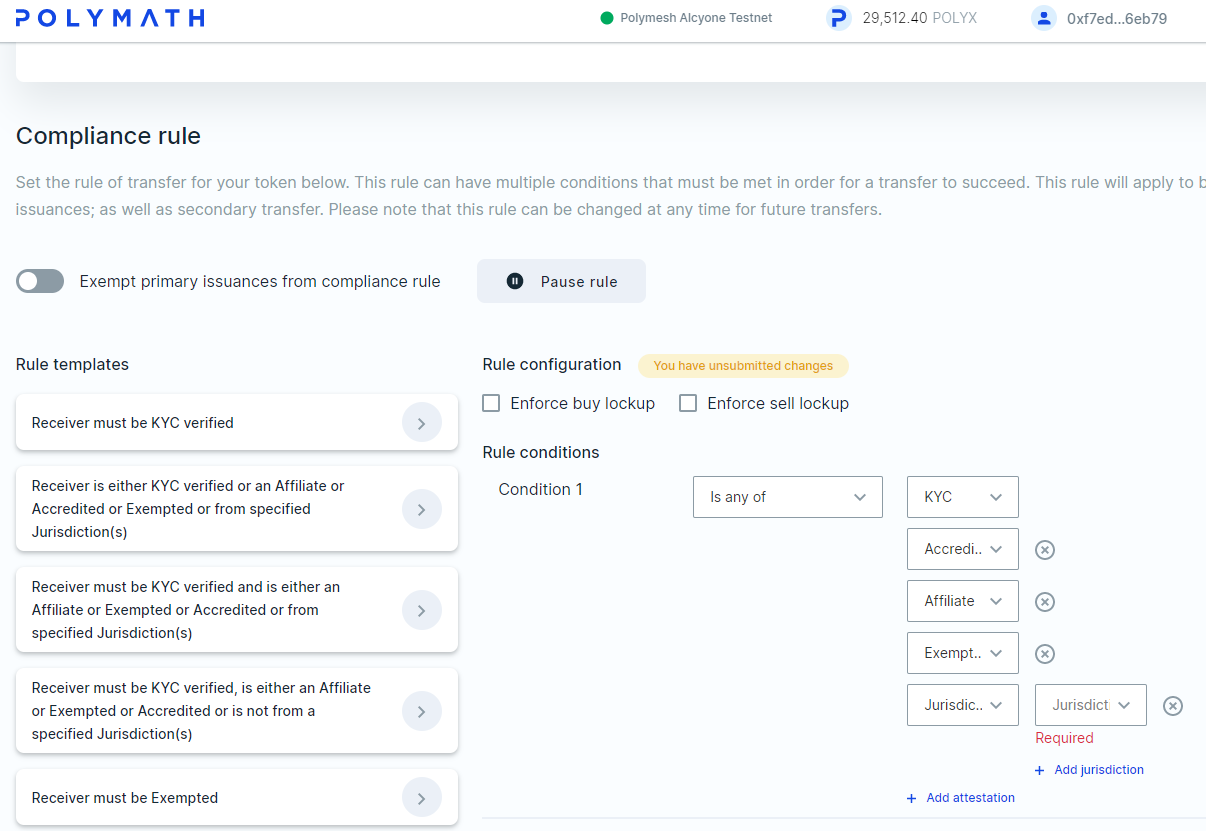 POLYMATH
Polymesh Alcyone Testnet
29,512.40 POLYX
0xf7ed...6eb79
Compliance rule
Set the rule of transfer for your token below. This rule can have multiple conditions that must be met in order for a transfer to succeed. This rule will apply to
issuances; as well as secondary transfer. Please note that this rule can be changed at any time for future transfers.
Exempt primary issuances from compliance rule
Pause rule
Rule templates
Receiver must be KYC verified
Receiver is either KYC verified or an Affiliate or
Accredited or Exempted or from specified
Jurisdiction(s)
Receiver must be KYC verified and is either an
Affiliate or Exempted or Accredited or from
specified Jurisdiction(s)
Receiver must be KYC verified, is either an Affiliate
or Exempted or Accredited or is not from a
specified Jurisdiction(s)
Receiver must be Exempted
Rule configuration
You have unsubmitted changes
Enforce buy lockup
Enforce sell lockup
Rule conditions
Condition 1
Is any of
KYC
Accredi..
Affiliate
Exempt..
Jurisdic..
Jurisdict
Required
+ Add jurisdiction
+ Add attestation